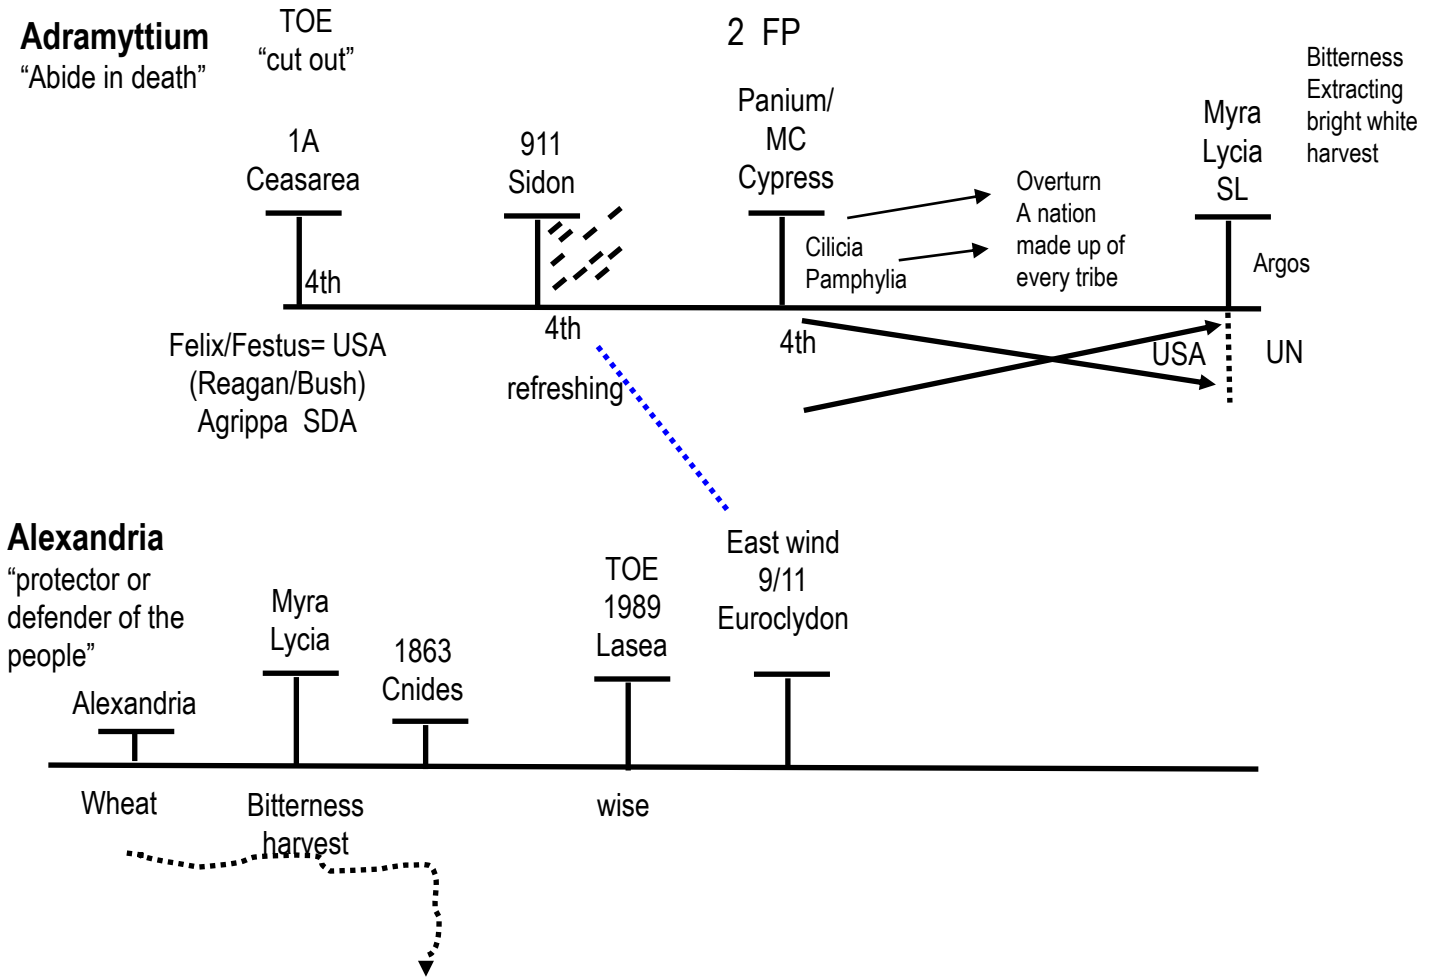 Adramyttium
“Abide in death”
TOE
“cut out”
2 FP
Bitterness
Extracting
bright white
harvest
1A
Ceasarea
911
Sidon
Panium/
MC
Cypress
Myra
Lycia
SL
Overturn
A nation
made up of
every tribe
Cilicia
Pamphylia
Argos
4th
4th
4th
USA
UN
Felix/Festus= USA
(Reagan/Bush)
Agrippa SDA
refreshing
Alexandria
“protector or
defender of the
people”
Alexandria
Myra
Lycia
1863
Cnides
TOE
1989
Lasea
East wind
9/11
Euroclydon
Wheat
Bitterness
harvest
wise